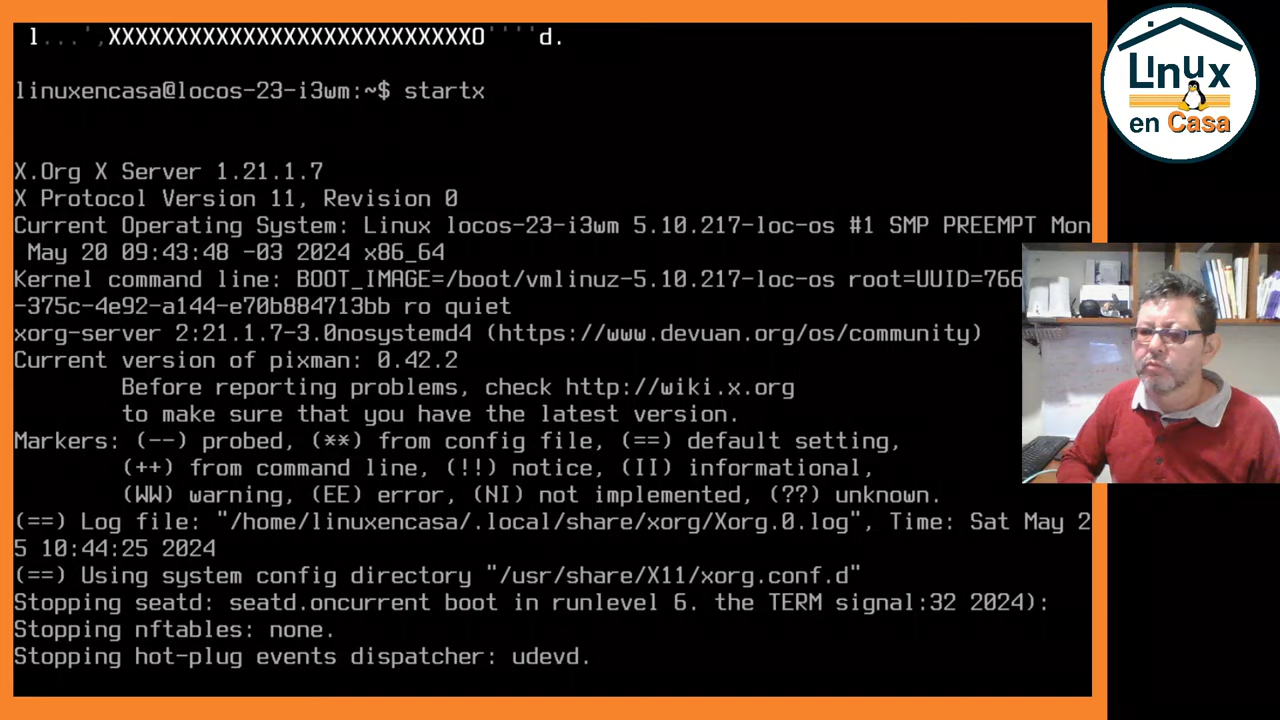 l...',XXXXXXXXXXXXXXXXXXXXXXXXXXXO''''d.
linuxencasa@locos-23-i3wm:~$ startx
X.Org X Server 1.21.1.7
X Protocol Version 11, Revision 0
Current Operating System: Linux locos-23-i3wm 5.10.217-loc-os #1 SMP PREEMPT Mon
May 20 09:43:48 -03 2024 x86_64
Kernel command line: BOOT_IMAGE=/boot/vmlinuz-5.10.217-loc-os root=UUID=766
-375c-4e92-a144-e70b884713bb ro quiet
xorg-server 2:21.1.7-3.0nosystemd4 (https://www.devuan.org/os/community)
Current version of pixman: 0.42.2
Before reporting problems, check http://wiki.x.org
to make sure that you have the latest version.
Markers: (--) probed, (**) from config file, (==) default setting,
(++) from command line, (!!) notice, (II) informational,
(WW) warning, (EE) error, (NI) not implemented, (??) unknown.
(==) Log file: "/home/linuxencasa/.local/share/xorg/Xorg.0.log", Time: Sat May 2
5 10:44:25 2024
(==) Using system config directory "/usr/share/X11/xorg.conf.d"
Stopping seatd: seatd.oncurrent boot in runlevel 6. the TERM signal:32 2024):
Stopping nftables: none.
Stopping hot-plug events dispatcher: udevd.
Linux
en Casa